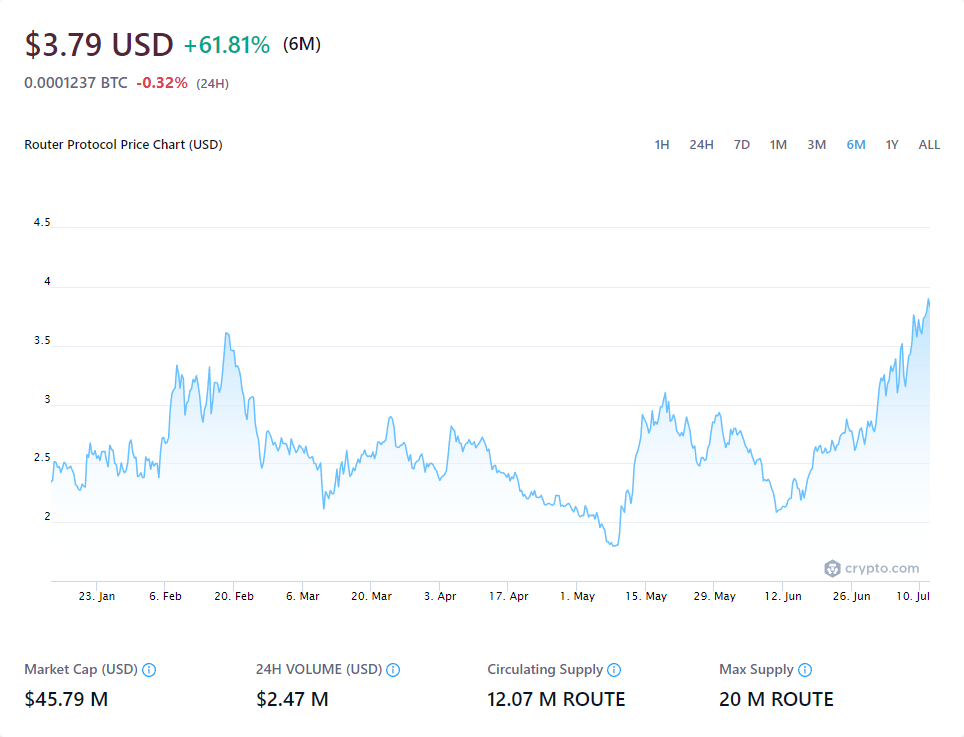 $3.79 USD +61.81% (6M)
0.0001237 BTC -0.32% (24H)
Router Protocol Price Chart (USD) 1H 24H 7D 1M 3M 6M 1Y ALL
4.5
4
3.5
3
2.5
2
crypto.com
23. Jan 6. Feb 20. Feb 6. Mar 20. Mar 3. Apr 17. Apr 1. May 15. May 29. May 12. Jun 26. Jun 10. Jul
Market Cap (USD) 24H VOLUME (USD) Circulating Supply Max Supply
$45.79 M $2.47 M 12.07 M ROUTE 20 M ROUTE